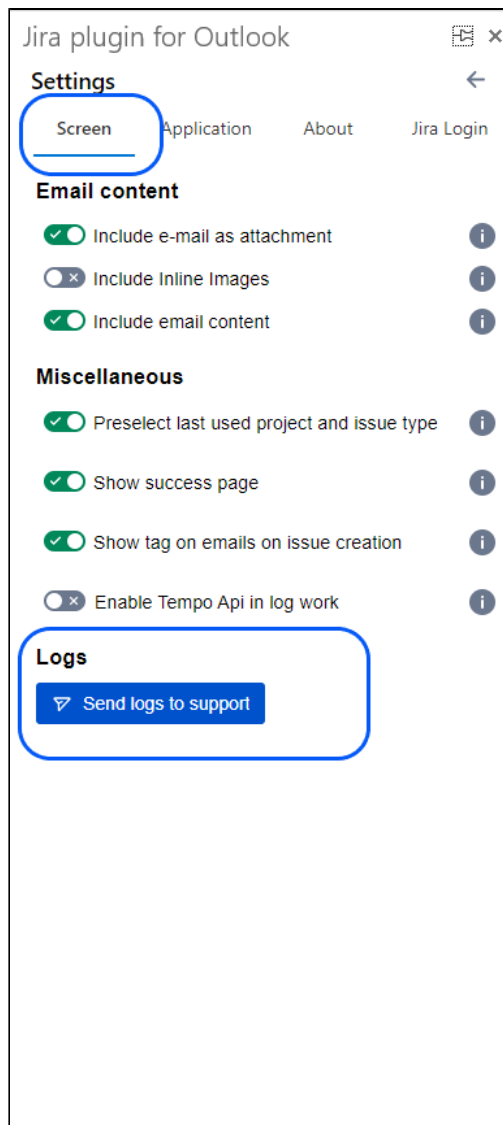 Jira plugin for Outlook
Settings
Screen Application About Jira Login
Email content
Include e-mail as attachment
Include Inline Images
Include email content
Miscellaneous
Preselect last used project and issue type
Show success page
Show tag on emails on issue creation
Enable Tempo Api in log work
Logs
Send logs to support